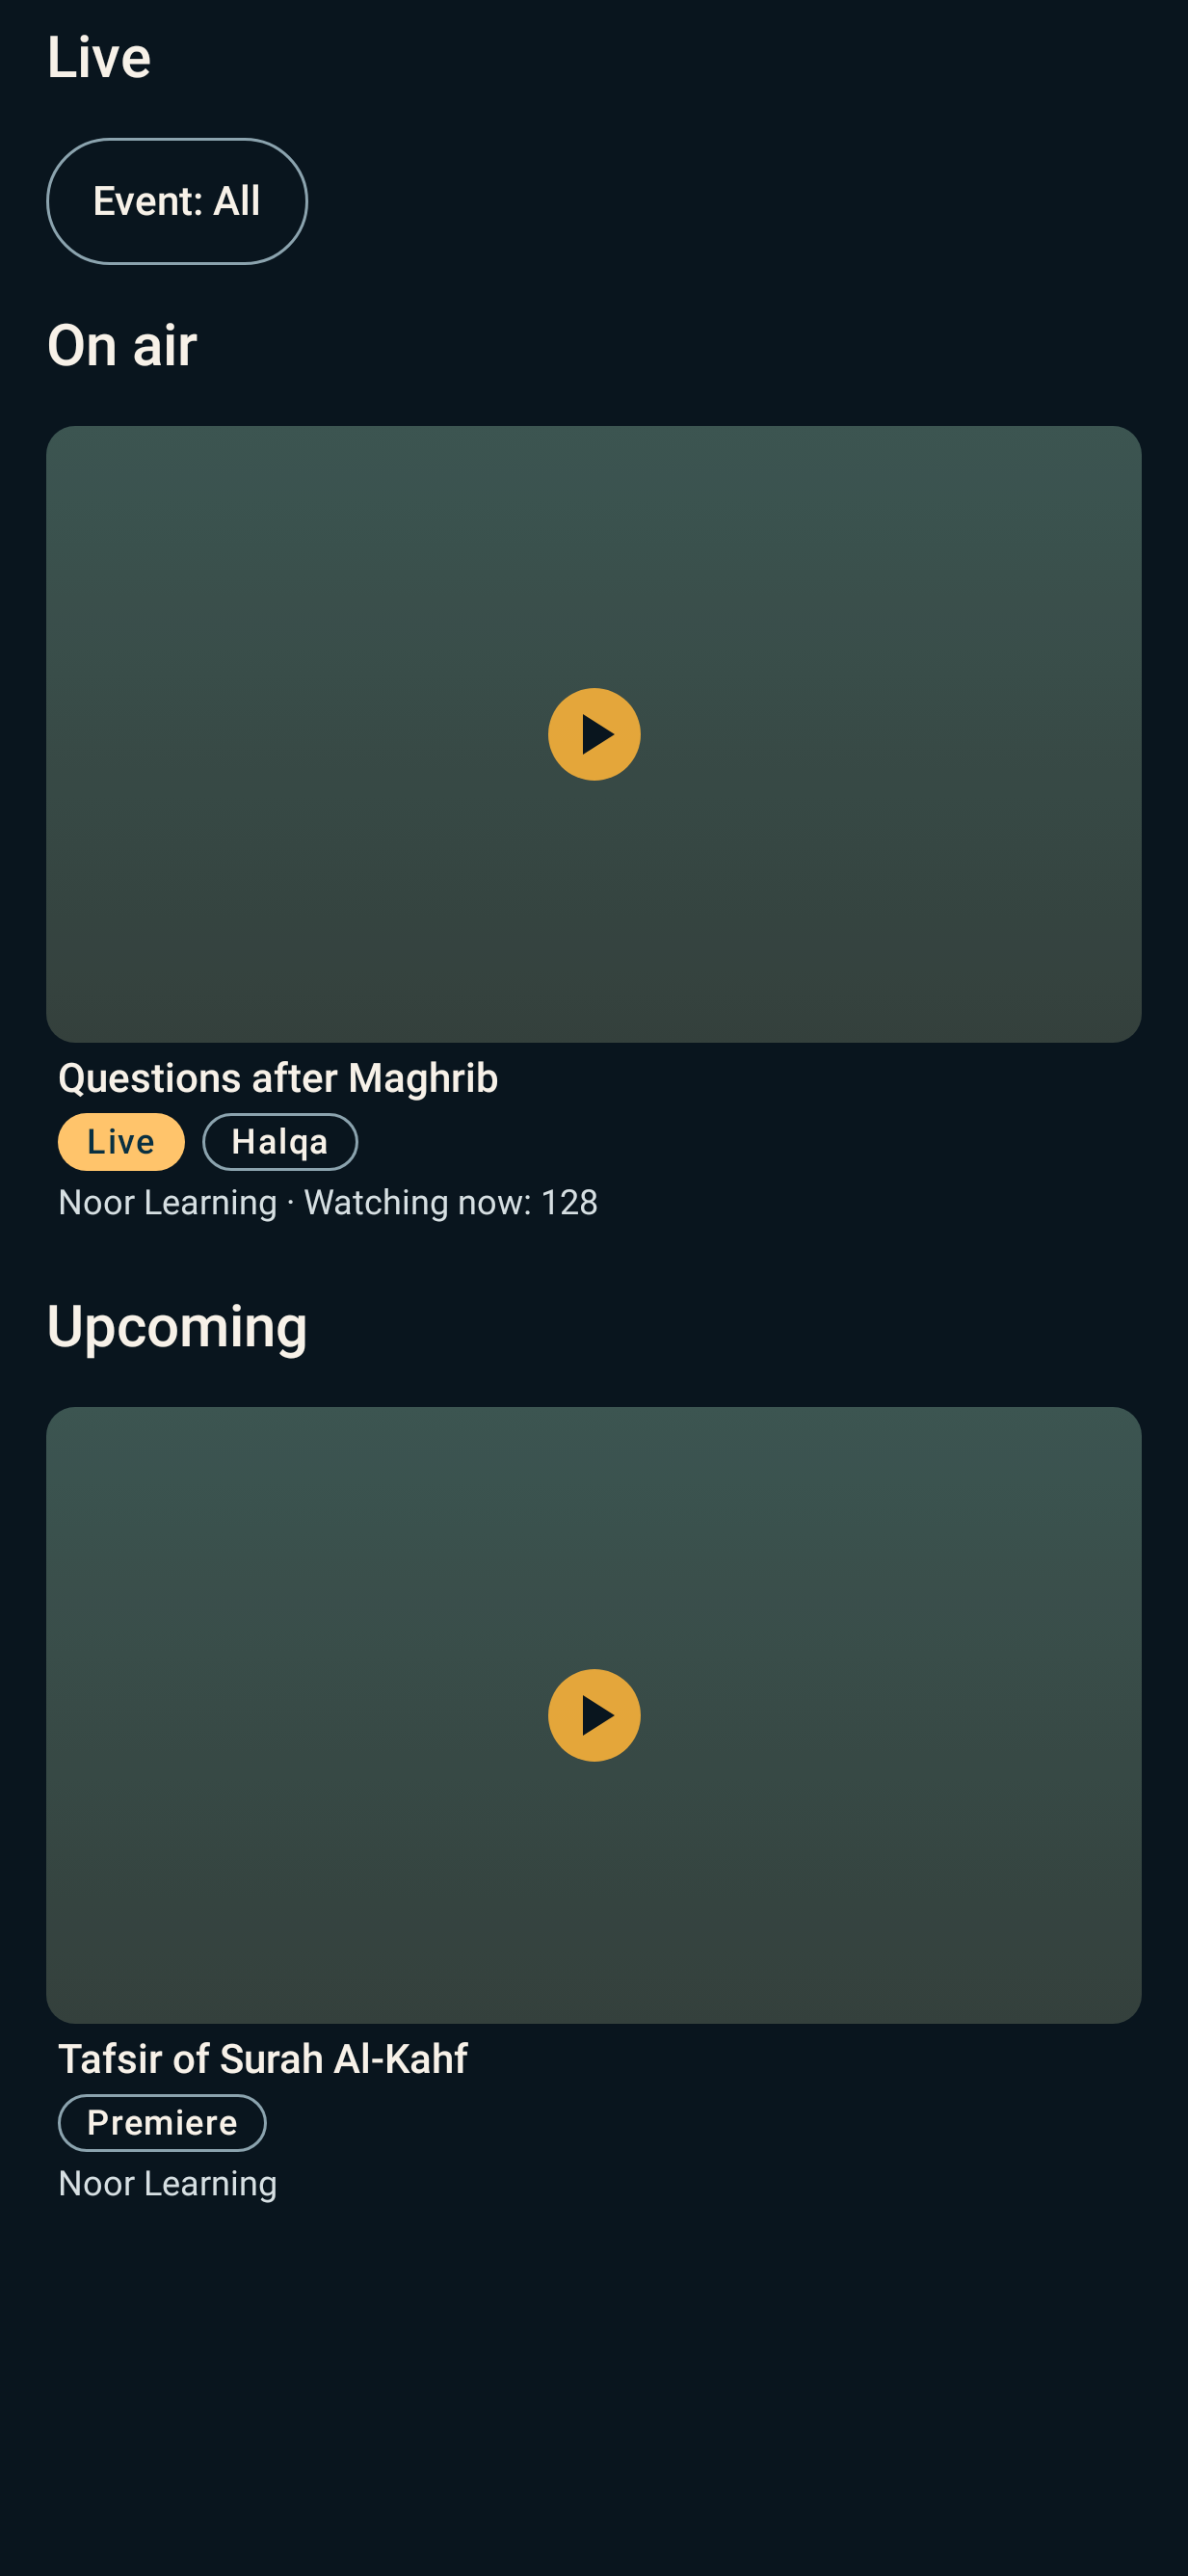 Live
Event: All
On air
Questions after Maghrib
Live Halqa
Noor Learning · Watching now: 128
Upcoming
Tafsir of Surah Al-Kahf
Premiere
Noor Learning